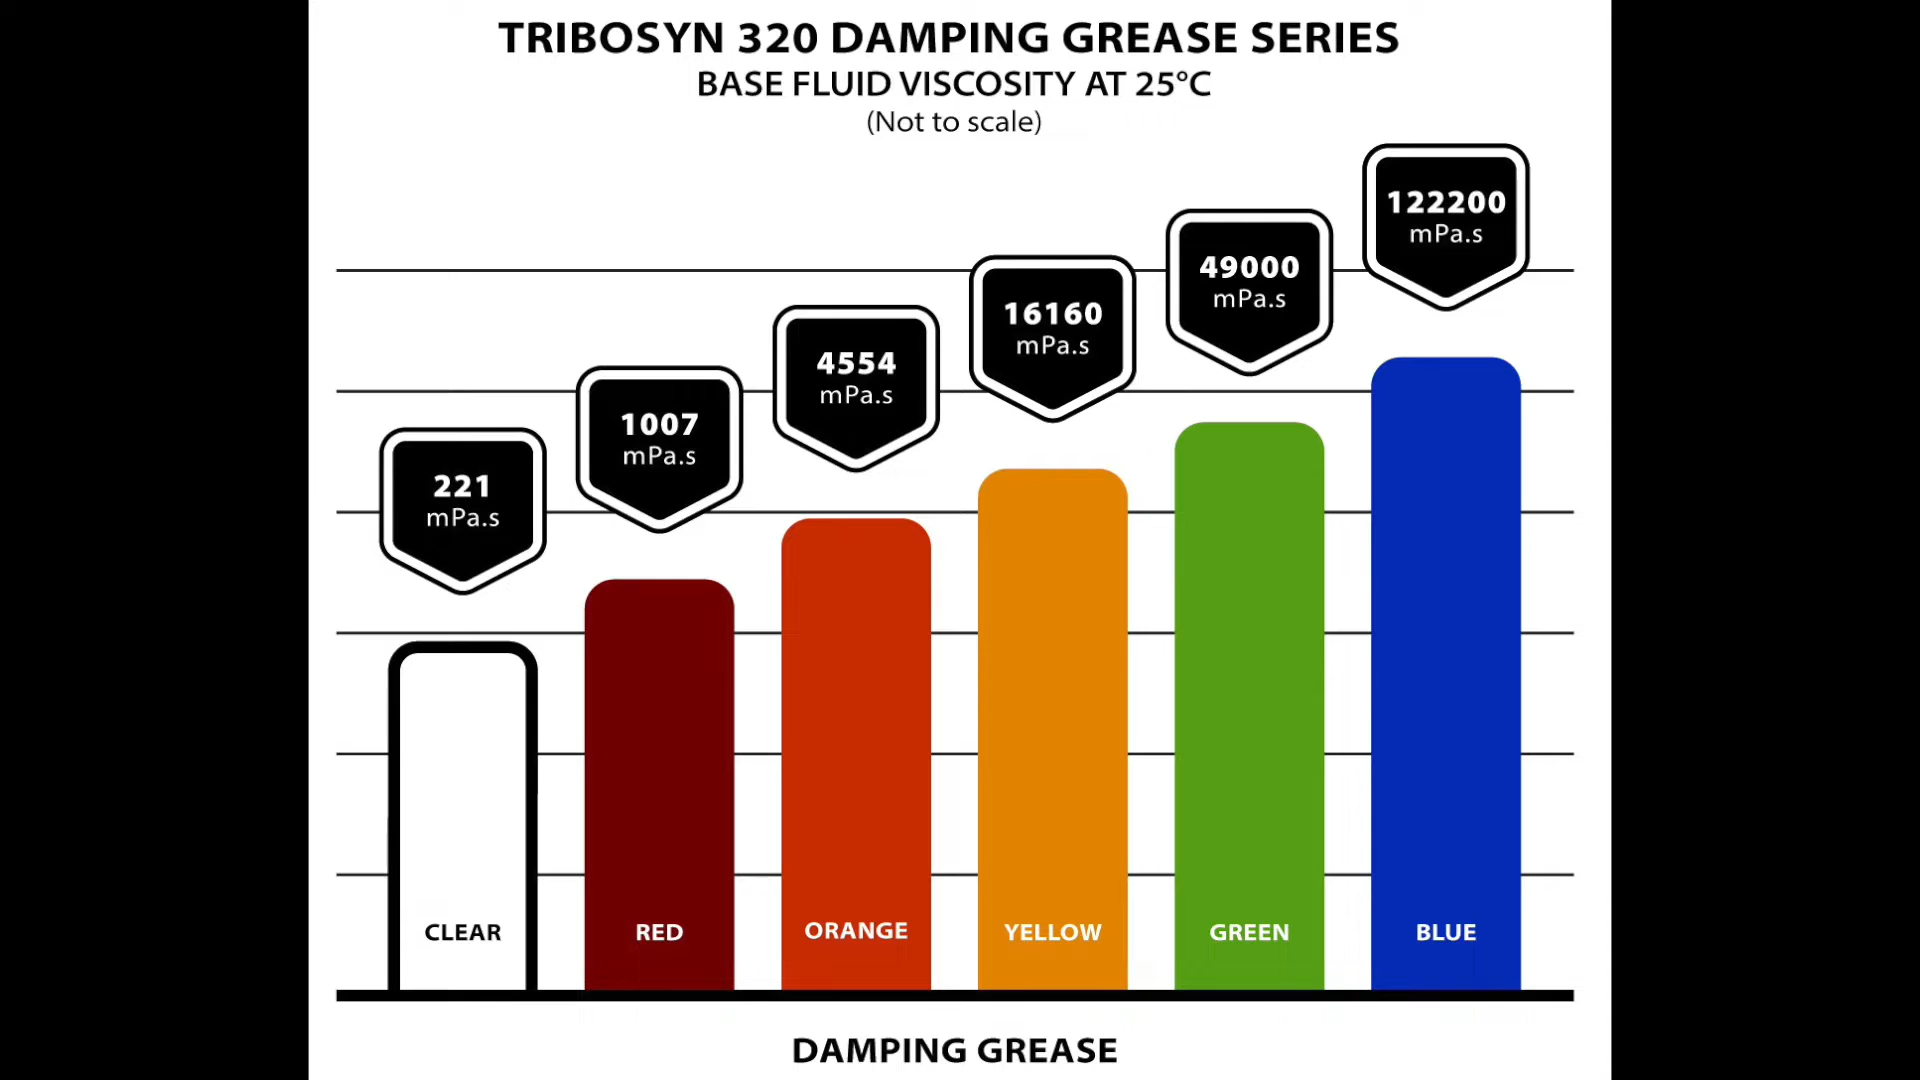 TRIBOSYN 320 DAMPING GREASE SERIES
BASE FLUID VISCOSITY AT 25°C
(Not to scale)
221
mPa.s
1007
mPa.s
4554
mPa.s
16160
mPa.s
49000
mPa.s
122200
mPa.s
CLEAR
RED
ORANGE
YELLOW
GREEN
BLUE
DAMPING GREASE